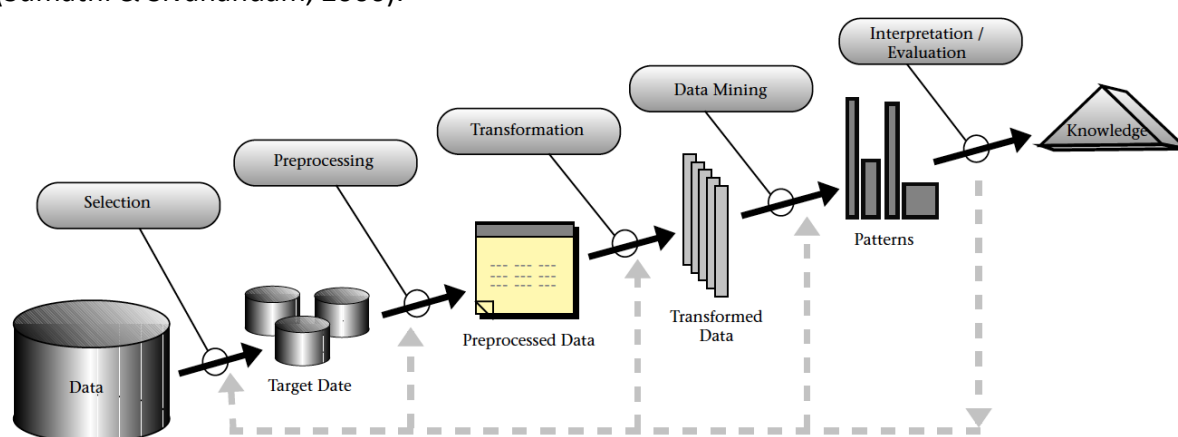 Interpretation /
Evaluation
Data Mining
Transformation
Knowledge
Preprocessing
Selection
Patterns
Transformed
Data
Preprocessed Data
Target Date
Data